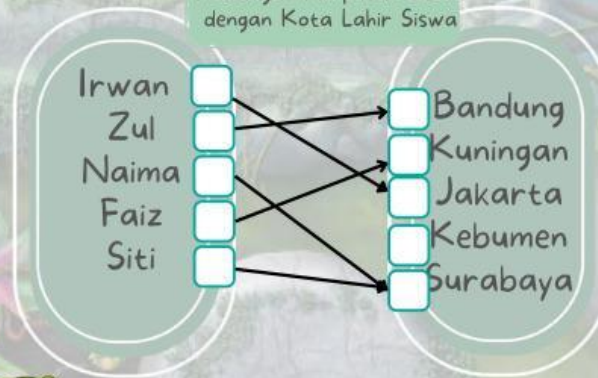 dengan Kota Lahir Siswa
Irwan
Zul
Naima
Faiz
Siti
Bandung
Kuningan
Jakarta
Kebumen
Surabaya